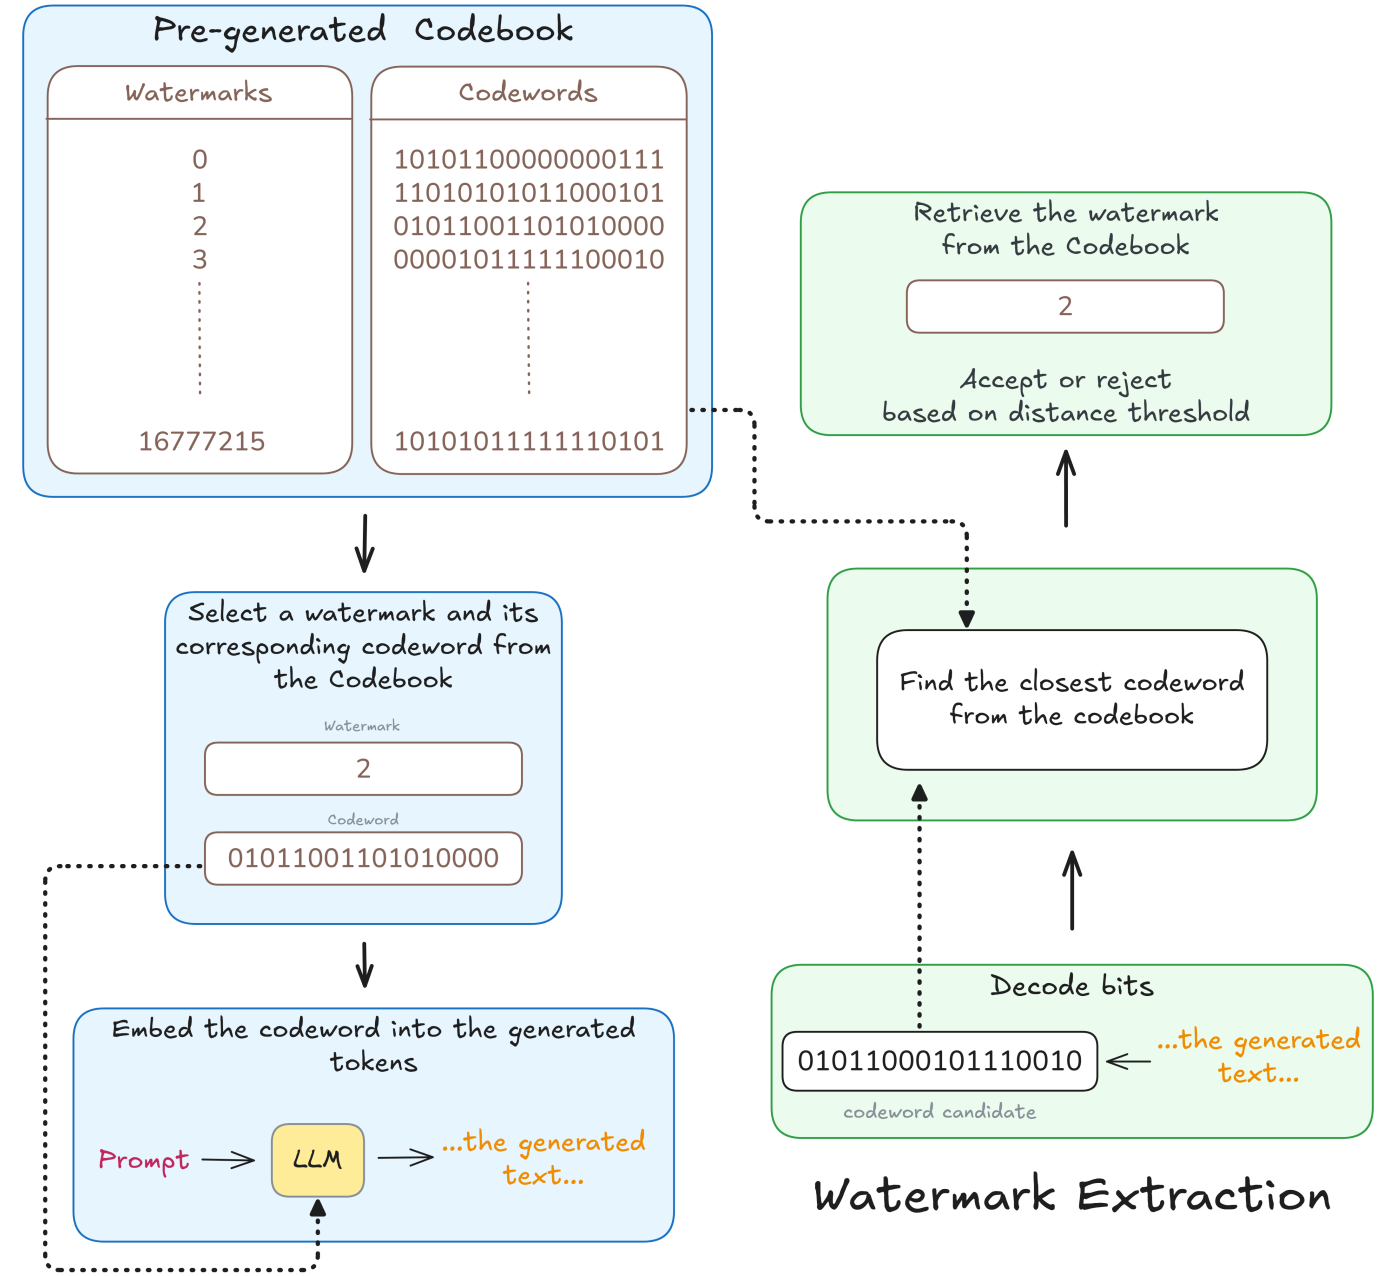 Pre-generated Codebook
Watermarks
Codewords
0
1
2
3
16777215
10101100000000111
11010101011000101
01011001101010000
00001011111100010
10101011111110101
Select a watermark and its
corresponding codeword from
the Codebook
Watermark
2
Codeword
01011001101010000
Embed the codeword into the generated
tokens
Prompt
LLM
...the generated
text...
Retrieve the watermark
from the Codebook
2
Accept or reject
based on distance threshold
Find the closest codeword
from the codebook
Decode bits
01011000101110010
codeword candidate
...the generated
text...
Watermark Extraction